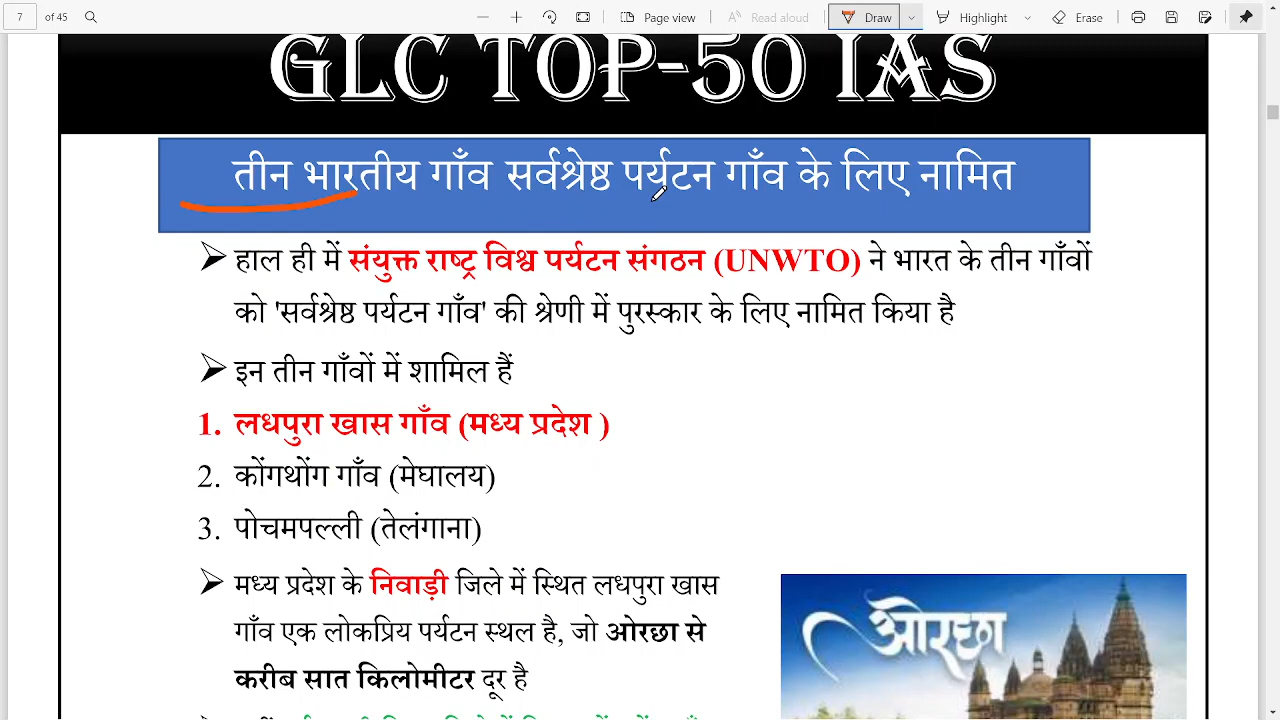 7 of 45 Page view Read aloud Draw Highlight Erase
GLC TOP-50 IAS
तीन भारतीय गाँव सर्वश्रेष्ठ पर्यटन गाँव के लिए नामित
हाल ही में संयुक्त राष्ट्र विश्व पर्यटन संगठन (UNWTO) ने भारत के तीन गाँवों
को 'सर्वश्रेष्ठ पर्यटन गाँव' की श्रेणी में पुरस्कार के लिए नामित किया है
इन तीन गाँवों में शामिल हैं
1. लधपुरा खास गाँव (मध्य प्रदेश )
2. कोंगथोंग गाँव (मेघालय)
3. पोचमपल्ली (तेलंगाना)
मध्य प्रदेश के निवाड़ी जिले में स्थित लधपुरा खास
गाँव एक लोकप्रिय पर्यटन स्थल है, जो ओरछा से
करीब सात किलोमीटर दूर है
ओरछा